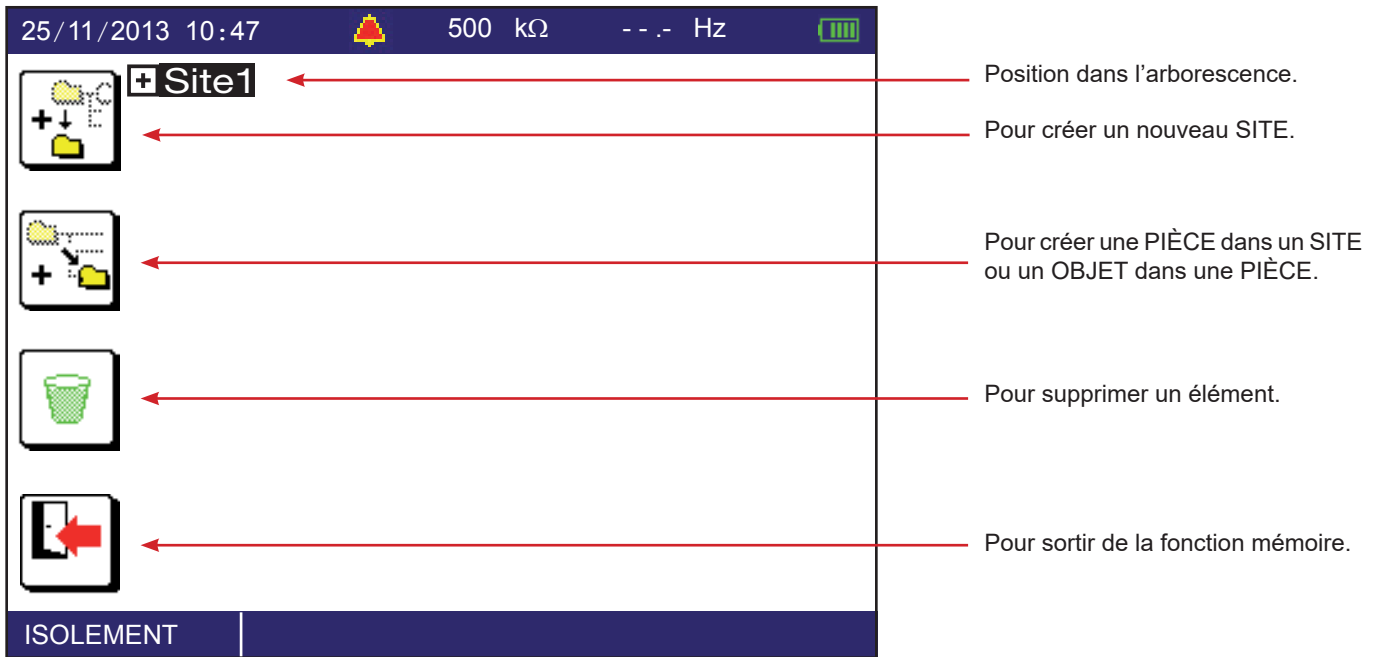 25/11/2013 10:47 500 kΩ - - .- Hz
Site1
Position dans l’arborescence.
Pour créer un nouveau SITE.
Pour créer une PIÈCE dans un SITE
ou un OBJET dans une PIÈCE.
Pour supprimer un élément.
Pour sortir de la fonction mémoire.
ISOLEMENT